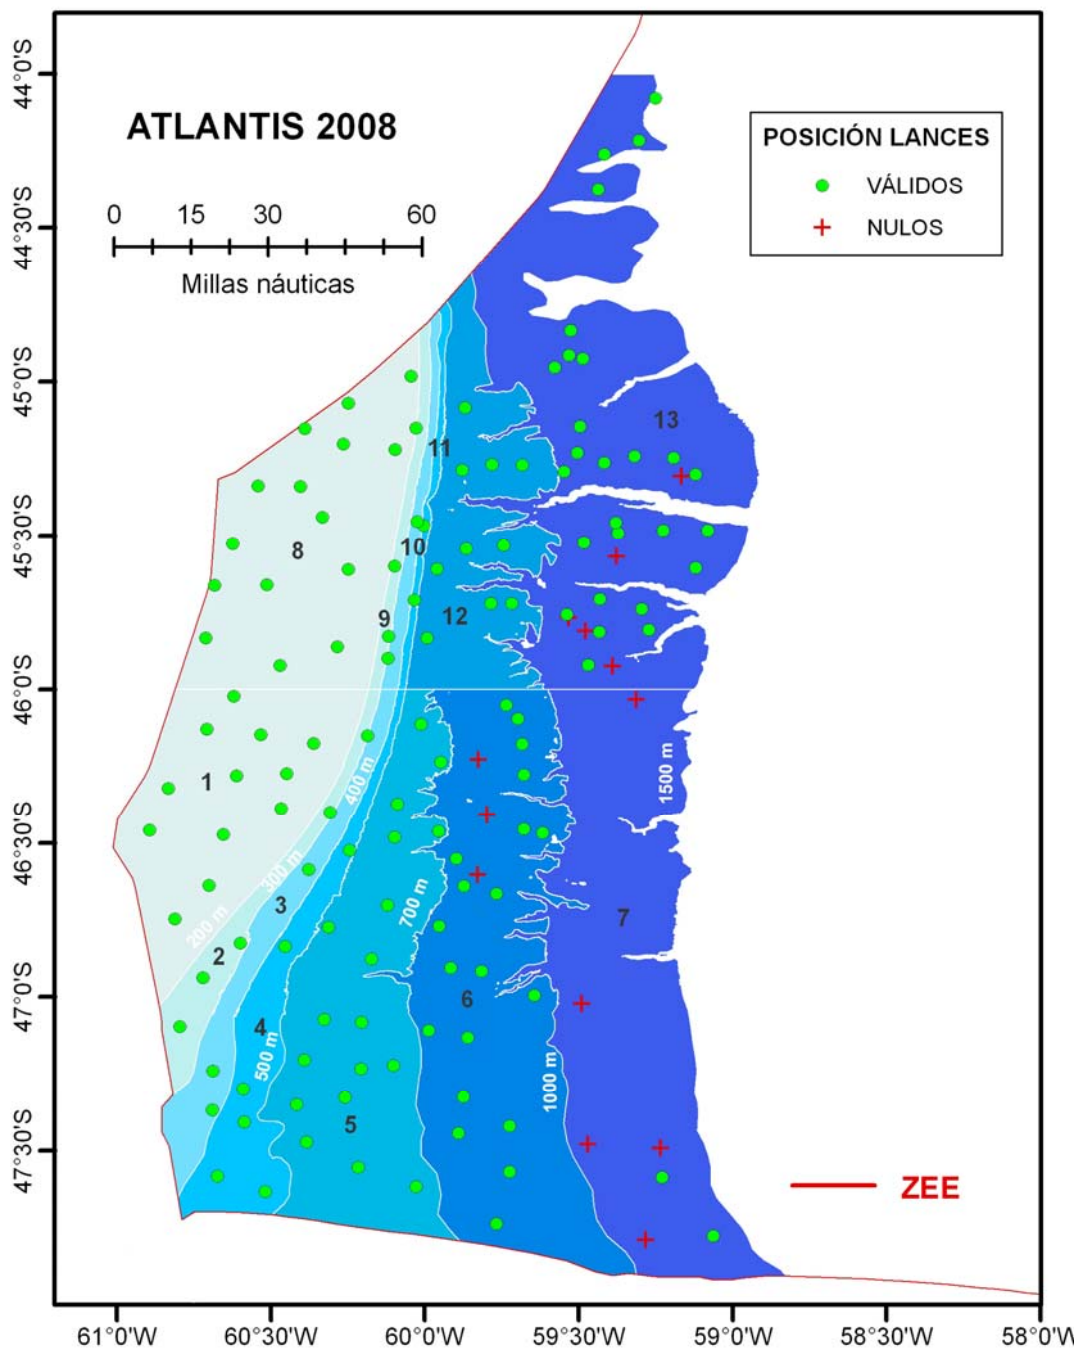 ATLANTIS 2008
0 15 30 60
Millas náuticas
POSICIÓN LANCES
VÁLIDOS
NULOS
44°0'S
44°30'S
45°0'S
45°30'S
46°0'S
46°30'S
47°0'S
47°30'S
13
11
8
10
9
12
1
400 m
1500 m
300 m
3
700 m
7
200 m
2
6
4
500 m
1000 m
5
ZEE
61°0'W 60°30'W 60°0'W 59°30'W 59°0'W 58°30'W 58°0'W